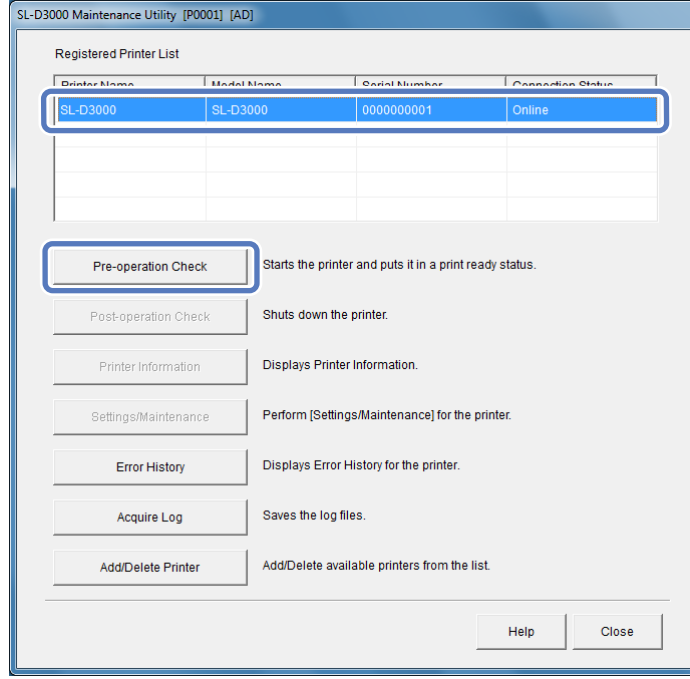 SL-D3000 Maintenance Utility [P0001] [AD]
Registered Printer List
Printer Name Model Name Serial Number Connection Status
SL-D3000 SL-D3000 0000000001 Online
Pre-operation Check Starts the printer and puts it in a print ready status.
Post-operation Check Shuts down the printer.
Printer Information Displays Printer Information.
Settings/Maintenance Perform [Settings/Maintenance] for the printer.
Error History Displays Error History for the printer.
Acquire Log Saves the log files.
Add/Delete Printer Add/Delete available printers from the list.
Help Close